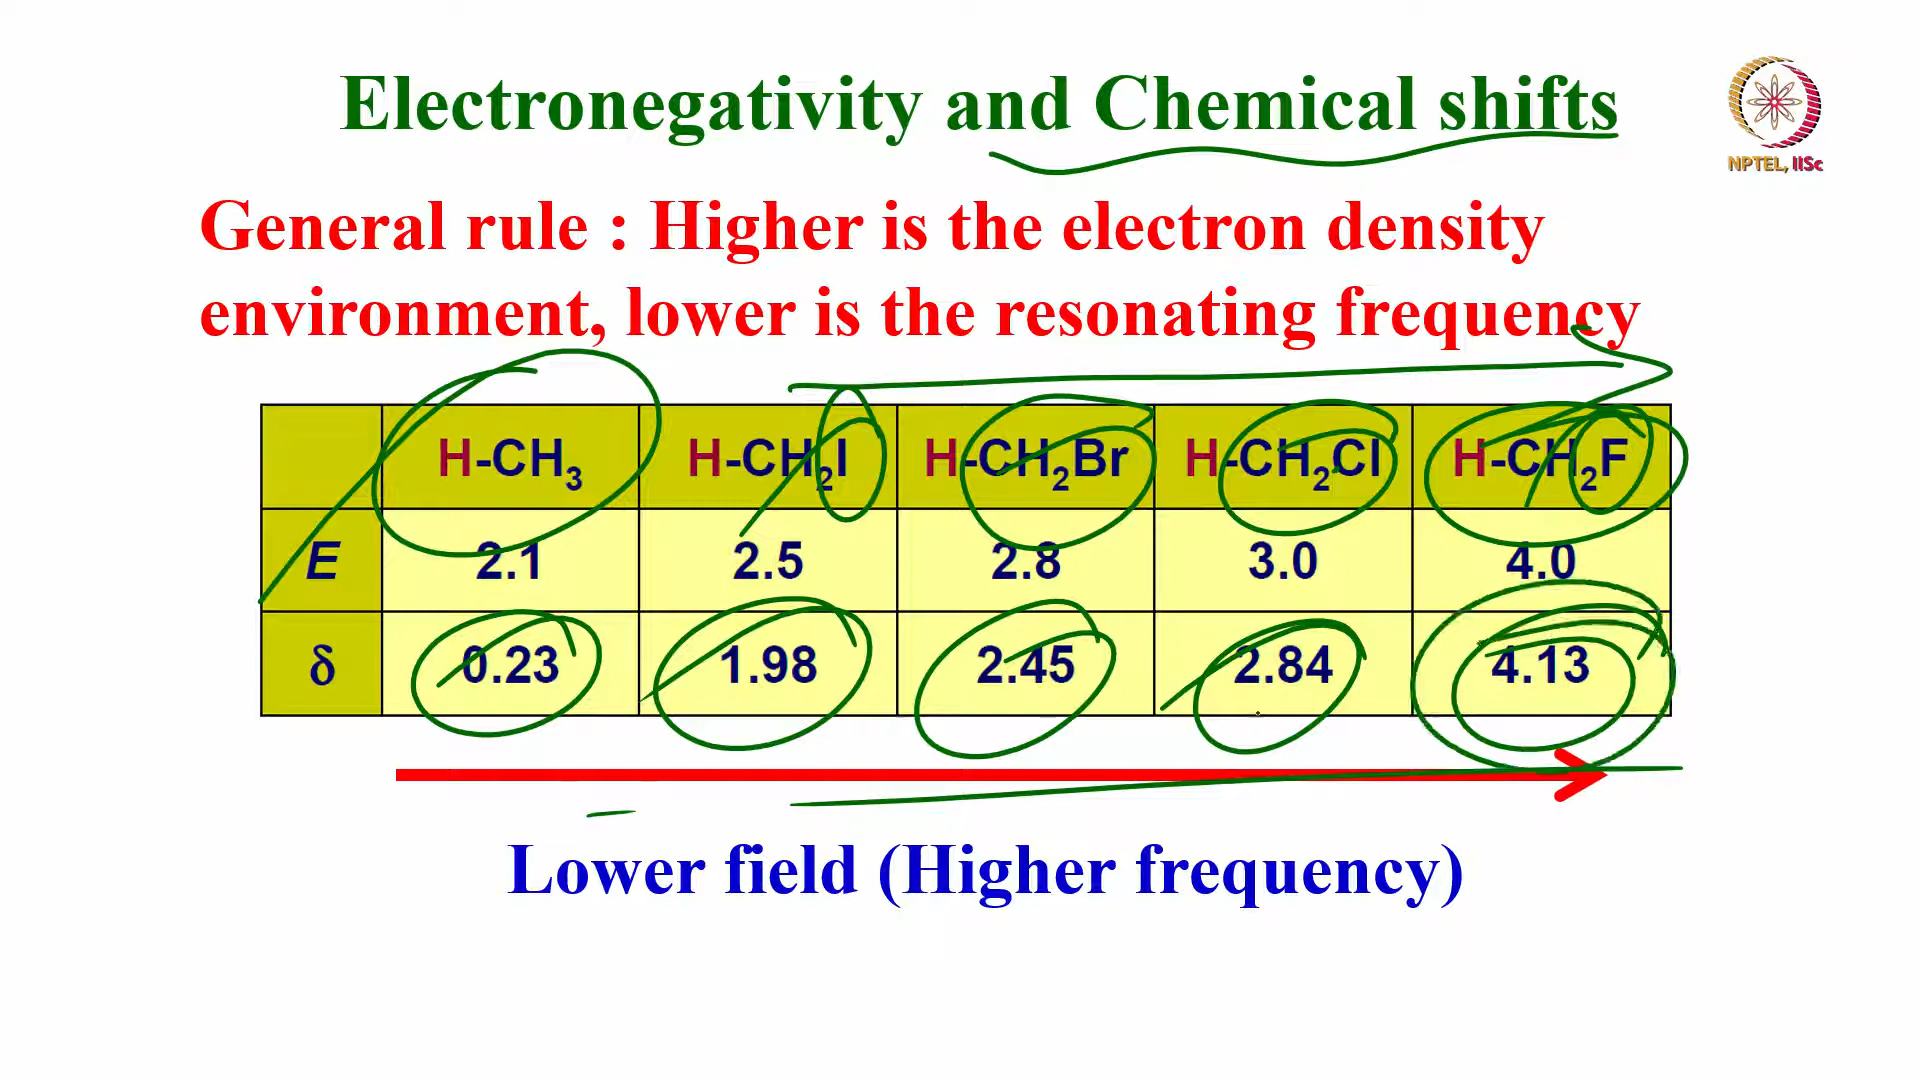 Electronegativity and Chemical shifts
NPTEL, IISc
General rule : Higher is the electron density
environment, lower is the resonating frequency
H-CH₃ H-CH₂I H-CH₂Br H-CH₂Cl H-CH₂F
E 2.1 2.5 2.8 3.0 4.0
δ 0.23 1.98 2.45 2.84 4.13
Lower field (Higher frequency)